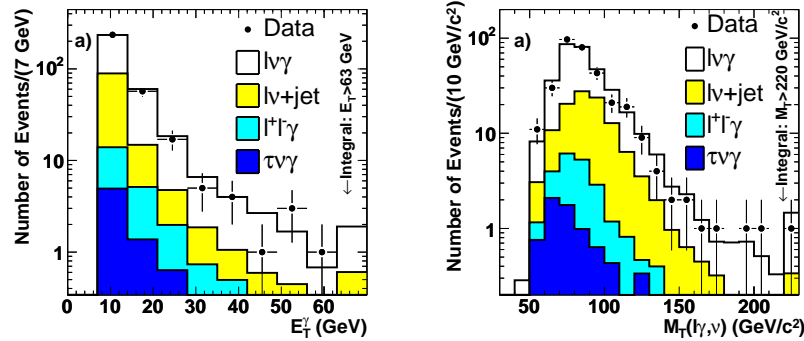 a)
Data
lνγ
lν+jet
l⁺l⁻γ
τνγ
Number of Events/(7 GeV)
←Integral: E_T>63 GeV
10²
10
1
0 10 20 30 40 50 60
E_T^γ (GeV)
a)
Data
lνγ
lν+jet
l⁺l⁻γ
τνγ
Number of Events/(10 GeV/c²)
←Integral: M_T>220 GeV/c²
10²
10
1
50 100 150 200
M_T(lγ,ν) (GeV/c²)